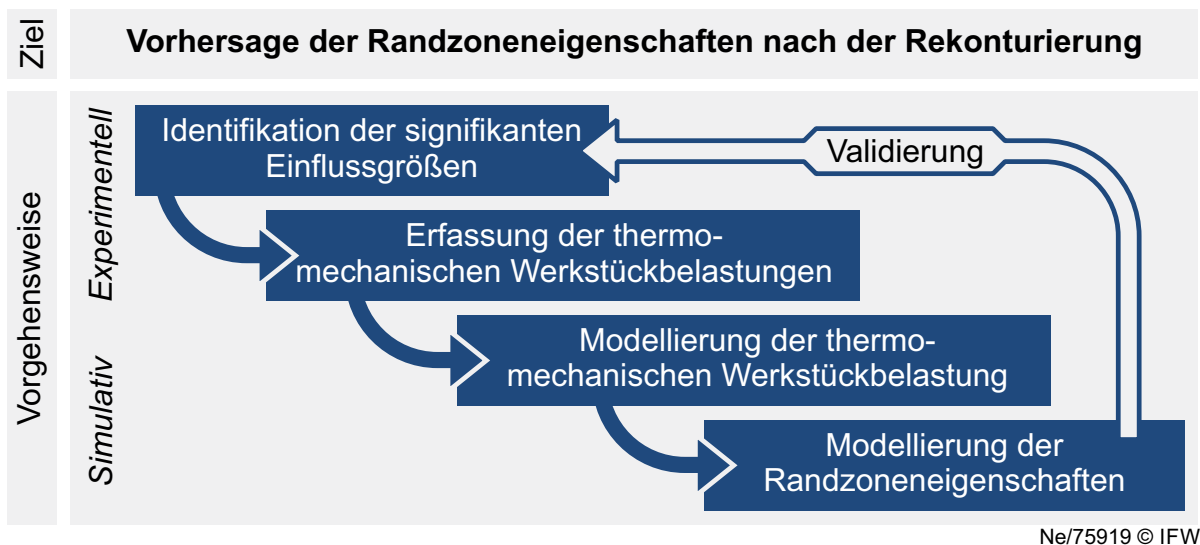 Ziel
Vorhersage der Randzoneneigenschaften nach der Rekonturierung
Vorgehensweise
Experimentell
Identifikation der signifikanten
Einflussgrößen
Validierung
Erfassung der thermo-
mechanischen Werkstückbelastungen
Simulativ
Modellierung der thermo-
mechanischen Werkstückbelastung
Modellierung der
Randzoneneigenschaften
Ne/75919 © IFW